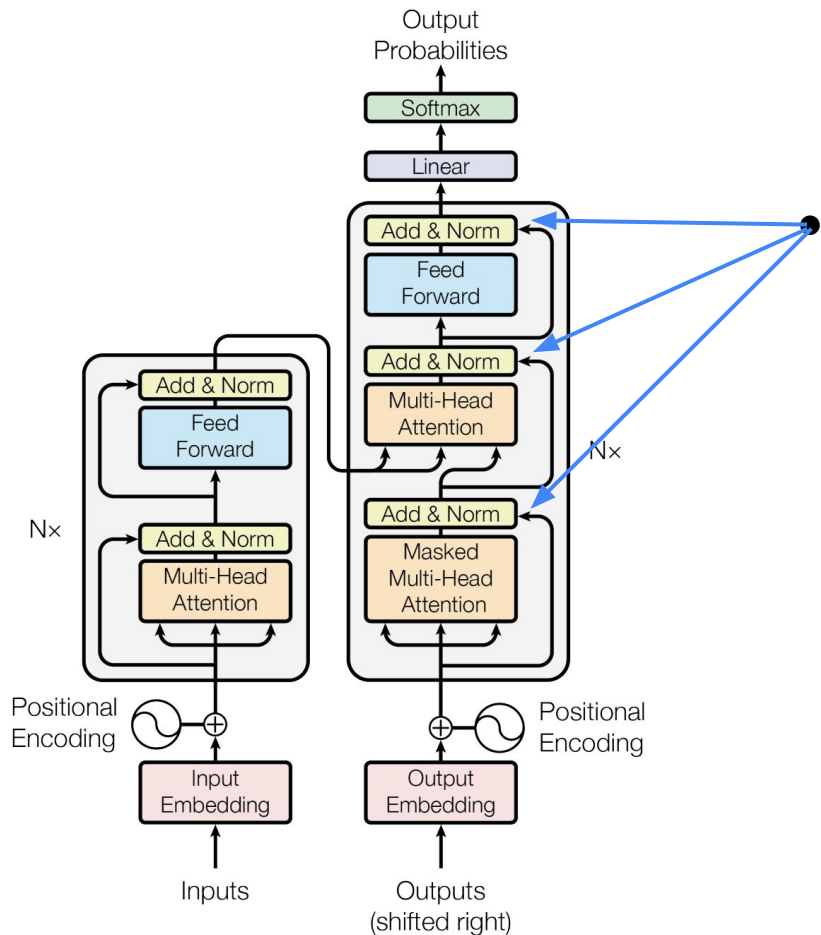 Output
Probabilities
Softmax
Linear
Add & Norm
Feed
Forward
Add & Norm
Multi-Head
Attention
N×
Add & Norm
Masked
Multi-Head
Attention
Add & Norm
Feed
Forward
N×
Add & Norm
Multi-Head
Attention
Positional
Encoding
Positional
Encoding
Input
Embedding
Output
Embedding
Inputs
Outputs
(shifted right)